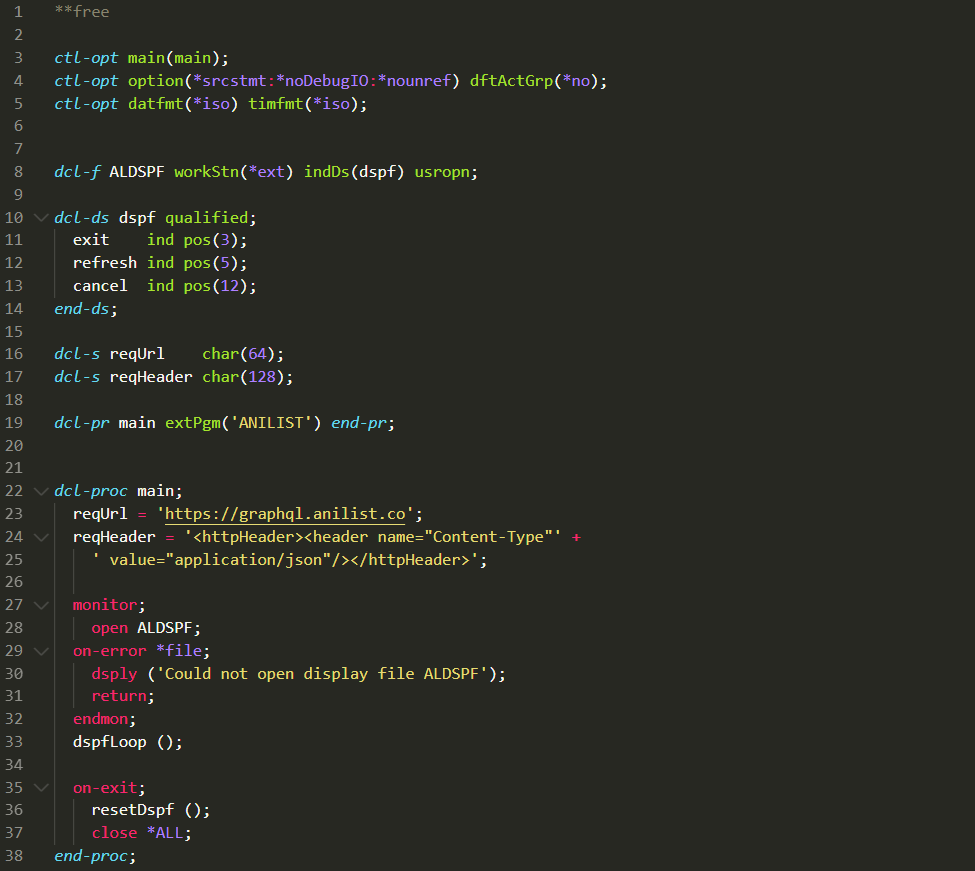 1 **free
2
3 ctl-opt main(main);
4 ctl-opt option(*srcstmt:*noDebugIO:*nounref) dftActGrp(*no);
5 ctl-opt datfmt(*iso) timfmt(*iso);
6
7
8 dcl-f ALDSPF workStn(*ext) indDs(dspf) usropn;
9
10 dcl-ds dspf qualified;
11   exit    ind pos(3);
12   refresh ind pos(5);
13   cancel  ind pos(12);
14 end-ds;
15
16 dcl-s reqUrl    char(64);
17 dcl-s reqHeader char(128);
18
19 dcl-pr main extPgm('ANILIST') end-pr;
20
21
22 dcl-proc main;
23   reqUrl = 'https://graphql.anilist.co';
24   reqHeader = '<httpHeader><header name="Content-Type"' +
25     ' value="application/json"/></httpHeader>';
26
27   monitor;
28     open ALDSPF;
29   on-error *file;
30     dsply ('Could not open display file ALDSPF');
31     return;
32   endmon;
33   dspfLoop ();
34
35   on-exit;
36     resetDspf ();
37     close *ALL;
38 end-proc;